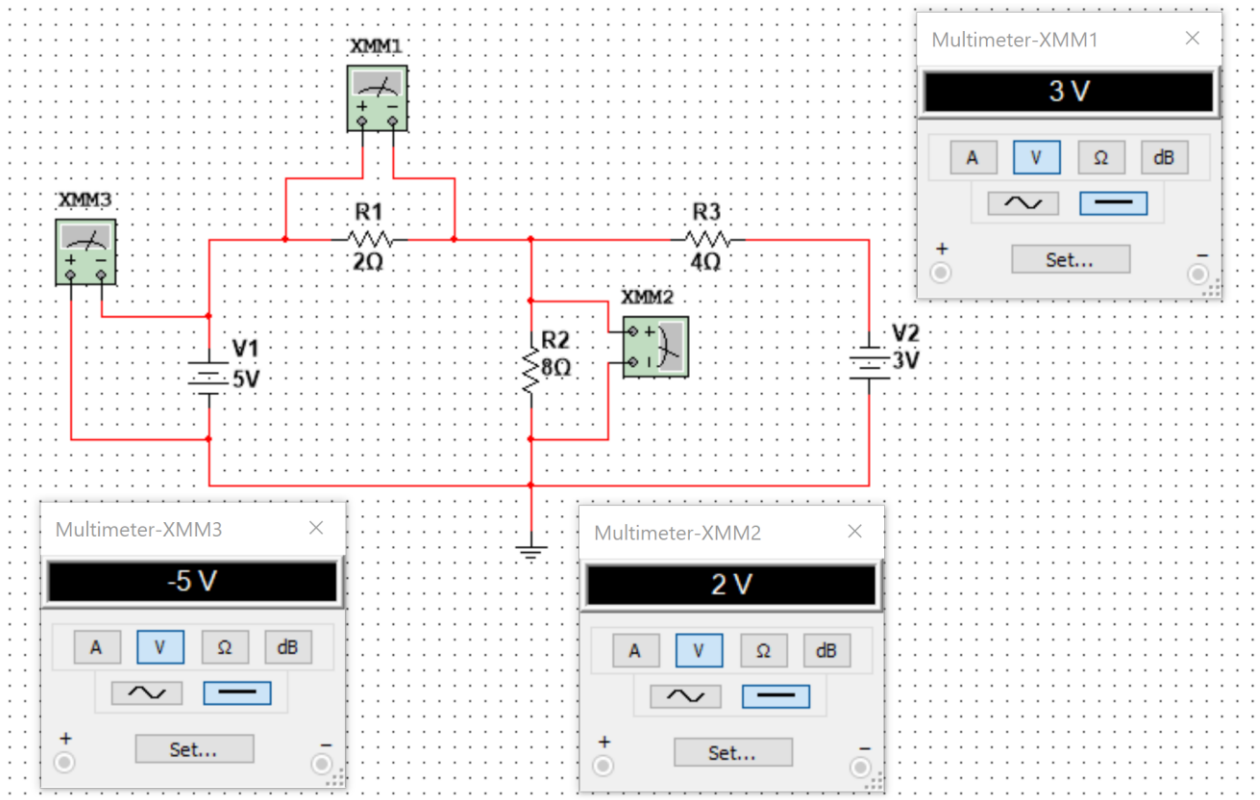 XMM1
+ −
XMM3
+ −
R1
2Ω
R3
4Ω
XMM2
+
−
R2
8Ω
V1
5V
V2
3V
Multimeter-XMM1 ×
3 V
A V Ω dB
+ −
Set...
Multimeter-XMM3 ×
-5 V
A V Ω dB
+ −
Set...
Multimeter-XMM2 ×
2 V
A V Ω dB
+ −
Set...